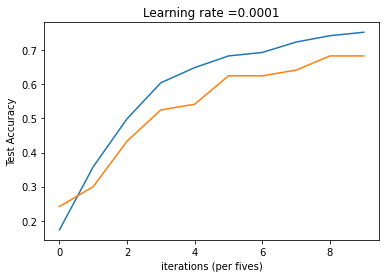 Learning rate =0.0001
Test Accuracy
0.7
0.6
0.5
0.4
0.3
0.2
0 2 4 6 8
iterations (per fives)